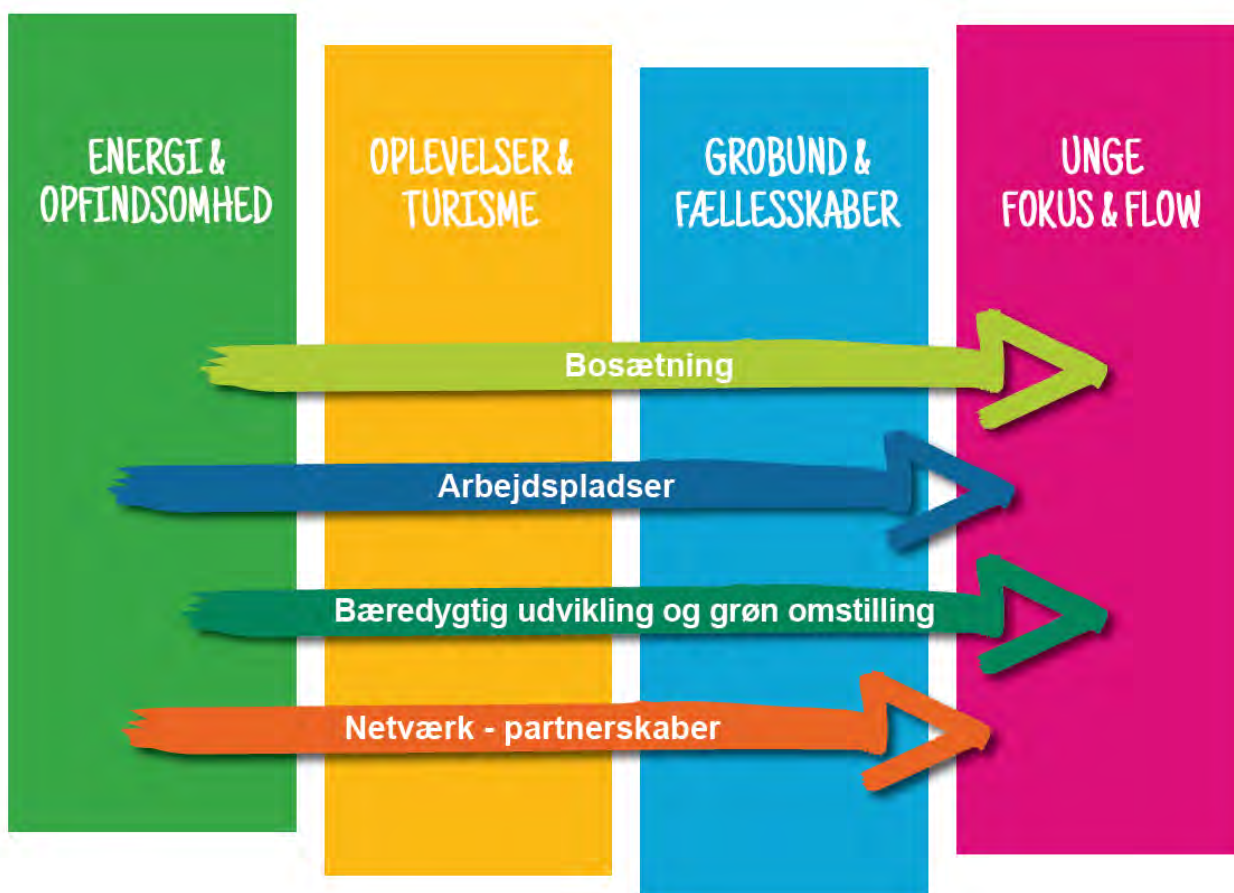 ENERGI &
OPFINDSOMHED
OPLEVELSER &
TURISME
GROBUND &
FÆLLESSKABER
UNGE
FOKUS & FLOW
Bosætning
Arbejdspladser
Bæredygtig udvikling og grøn omstilling
Netværk - partnerskaber